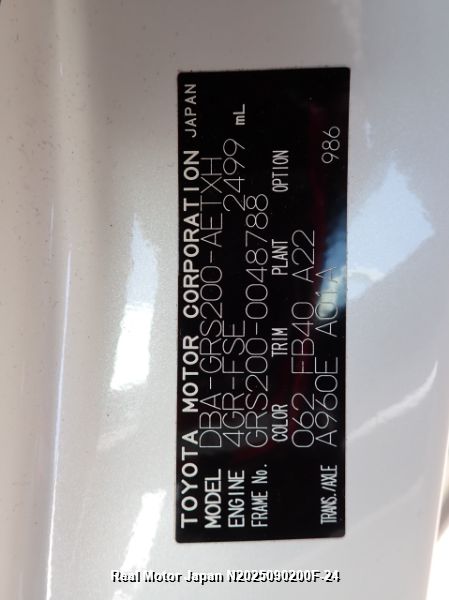 TOYOTA MOTOR CORPORATION JAPAN
MODEL DBA-GRS200-AETXH
ENGINE 4GR-FSE 2499 mL
FRAME No. GRS200-0048788
COLOR TRIM PLANT OPTION
062 FB40 A22
TRANS./AXLE A960E A01A 986
Real Motor Japan N2025090200F-24